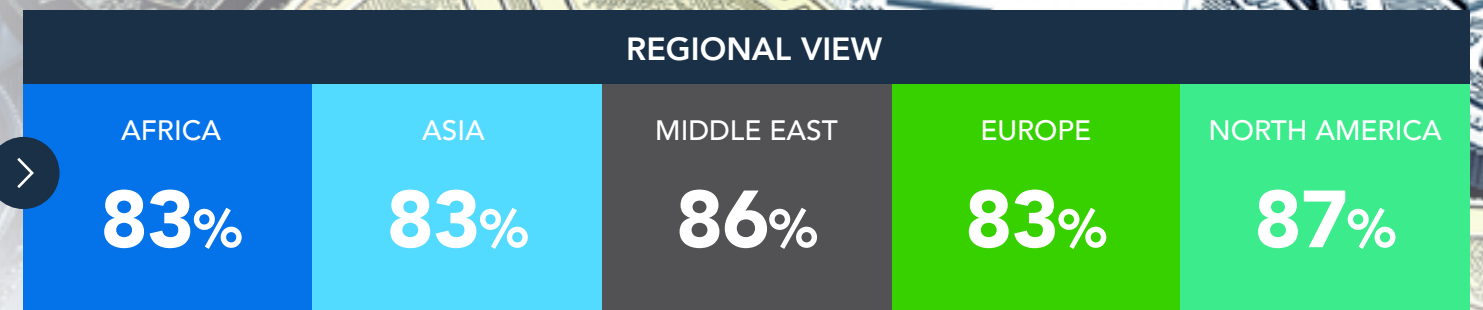 REGIONAL VIEW
AFRICA
83%
ASIA
83%
MIDDLE EAST
86%
EUROPE
83%
NORTH AMERICA
87%